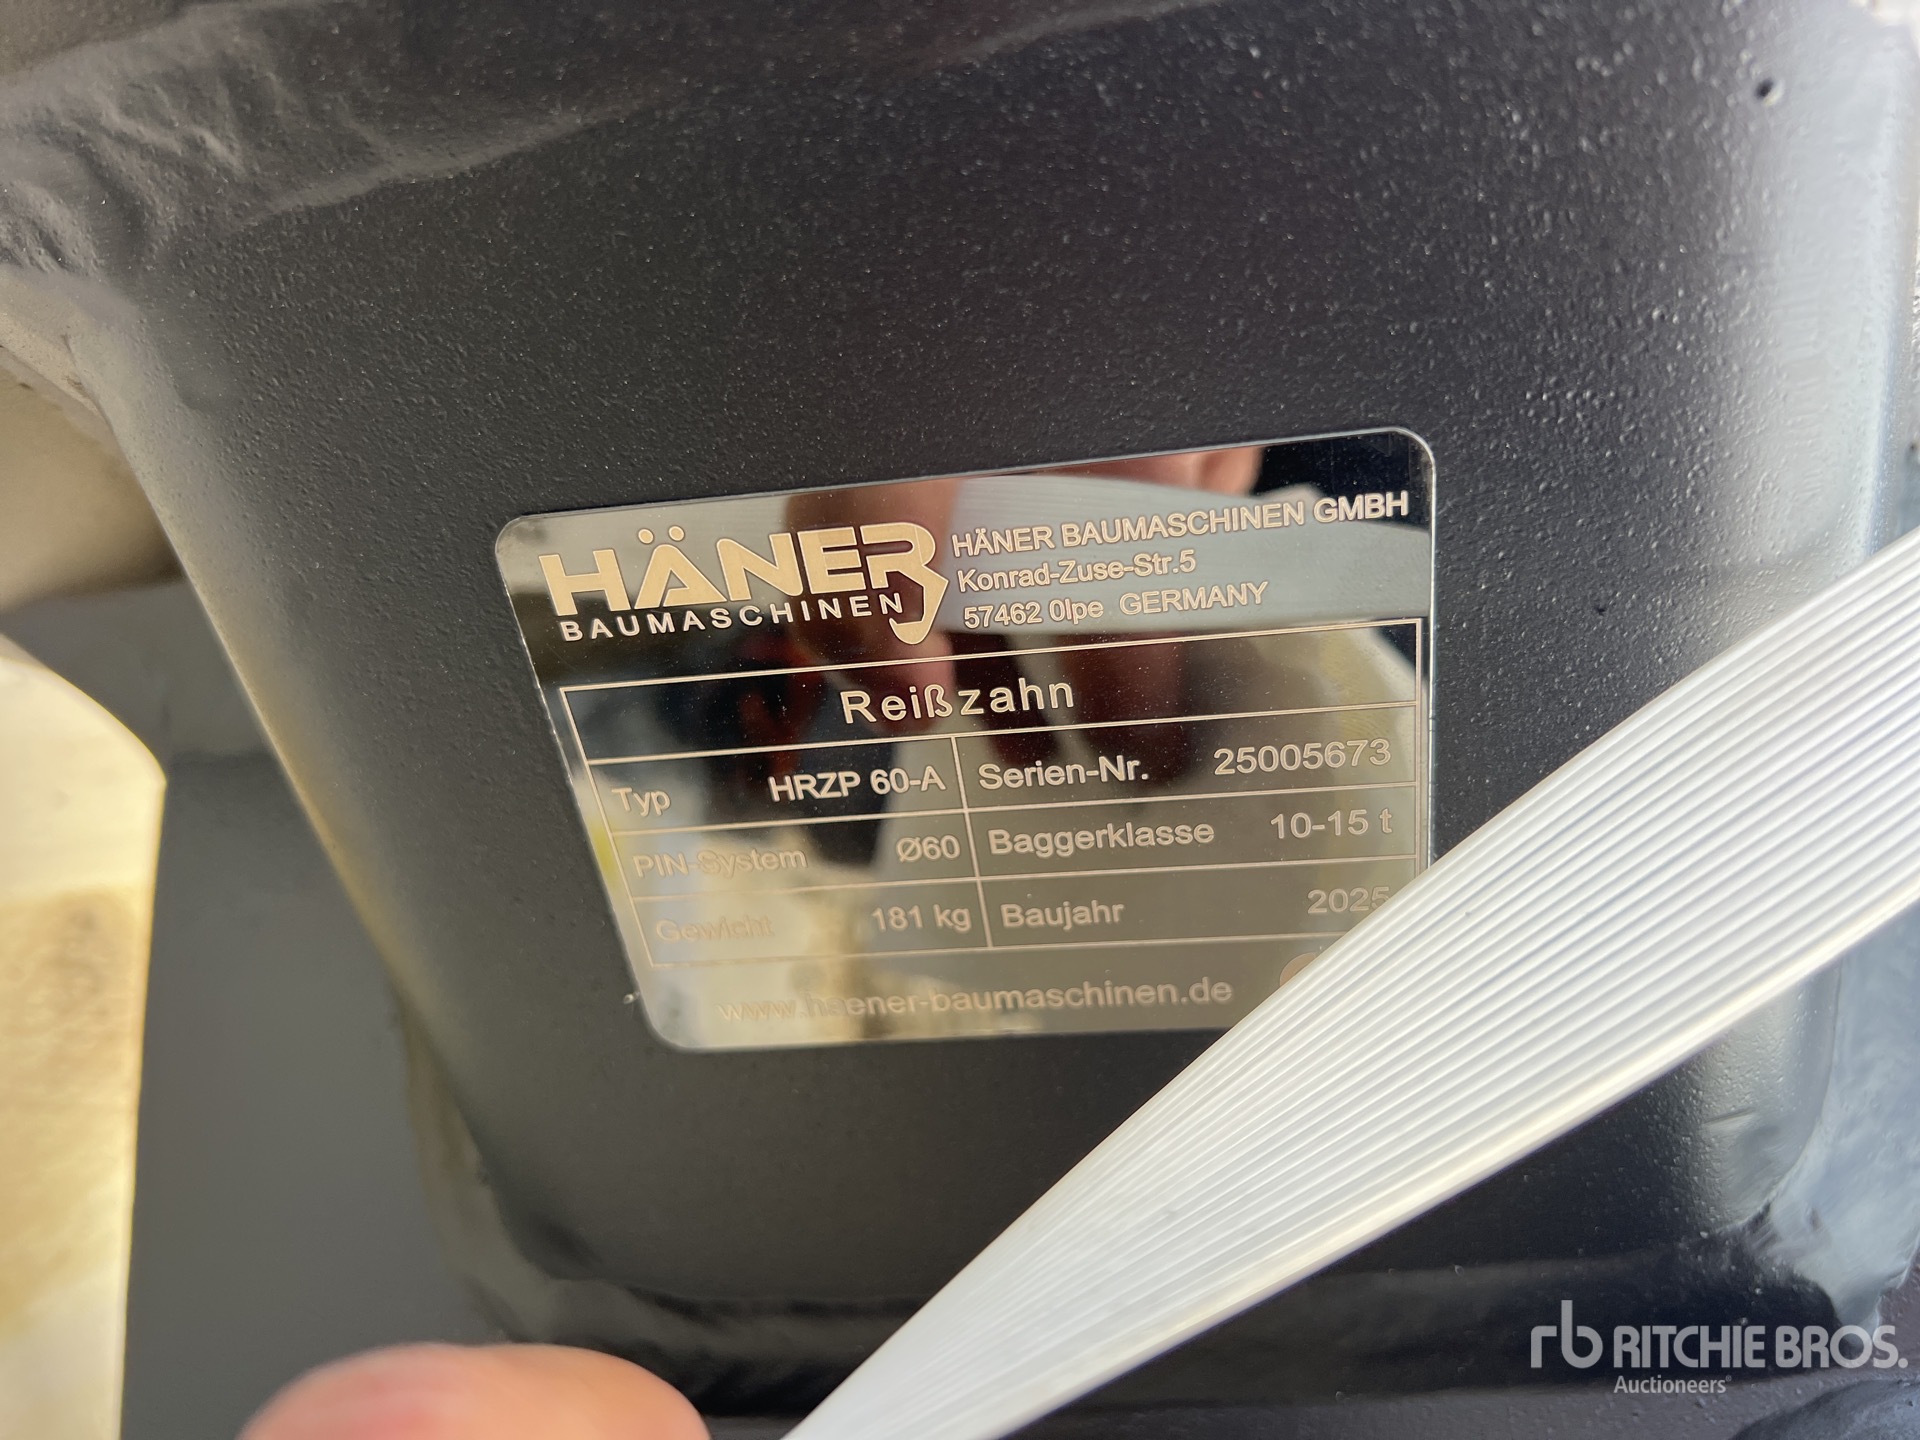 HÄNER
BAUMASCHINEN
HÄNER BAUMASCHINEN GMBH
Konrad-Zuse-Str.5
57462 Olpe GERMANY
Reißzahn
Typ HRZP 60-A Serien-Nr. 25005673
PIN-System Ø60 Baggerklasse 10-15 t
Gewicht 181 kg Baujahr 2025
www.haener-baumaschinen.de
rb RITCHIE BROS.
Auctioneers